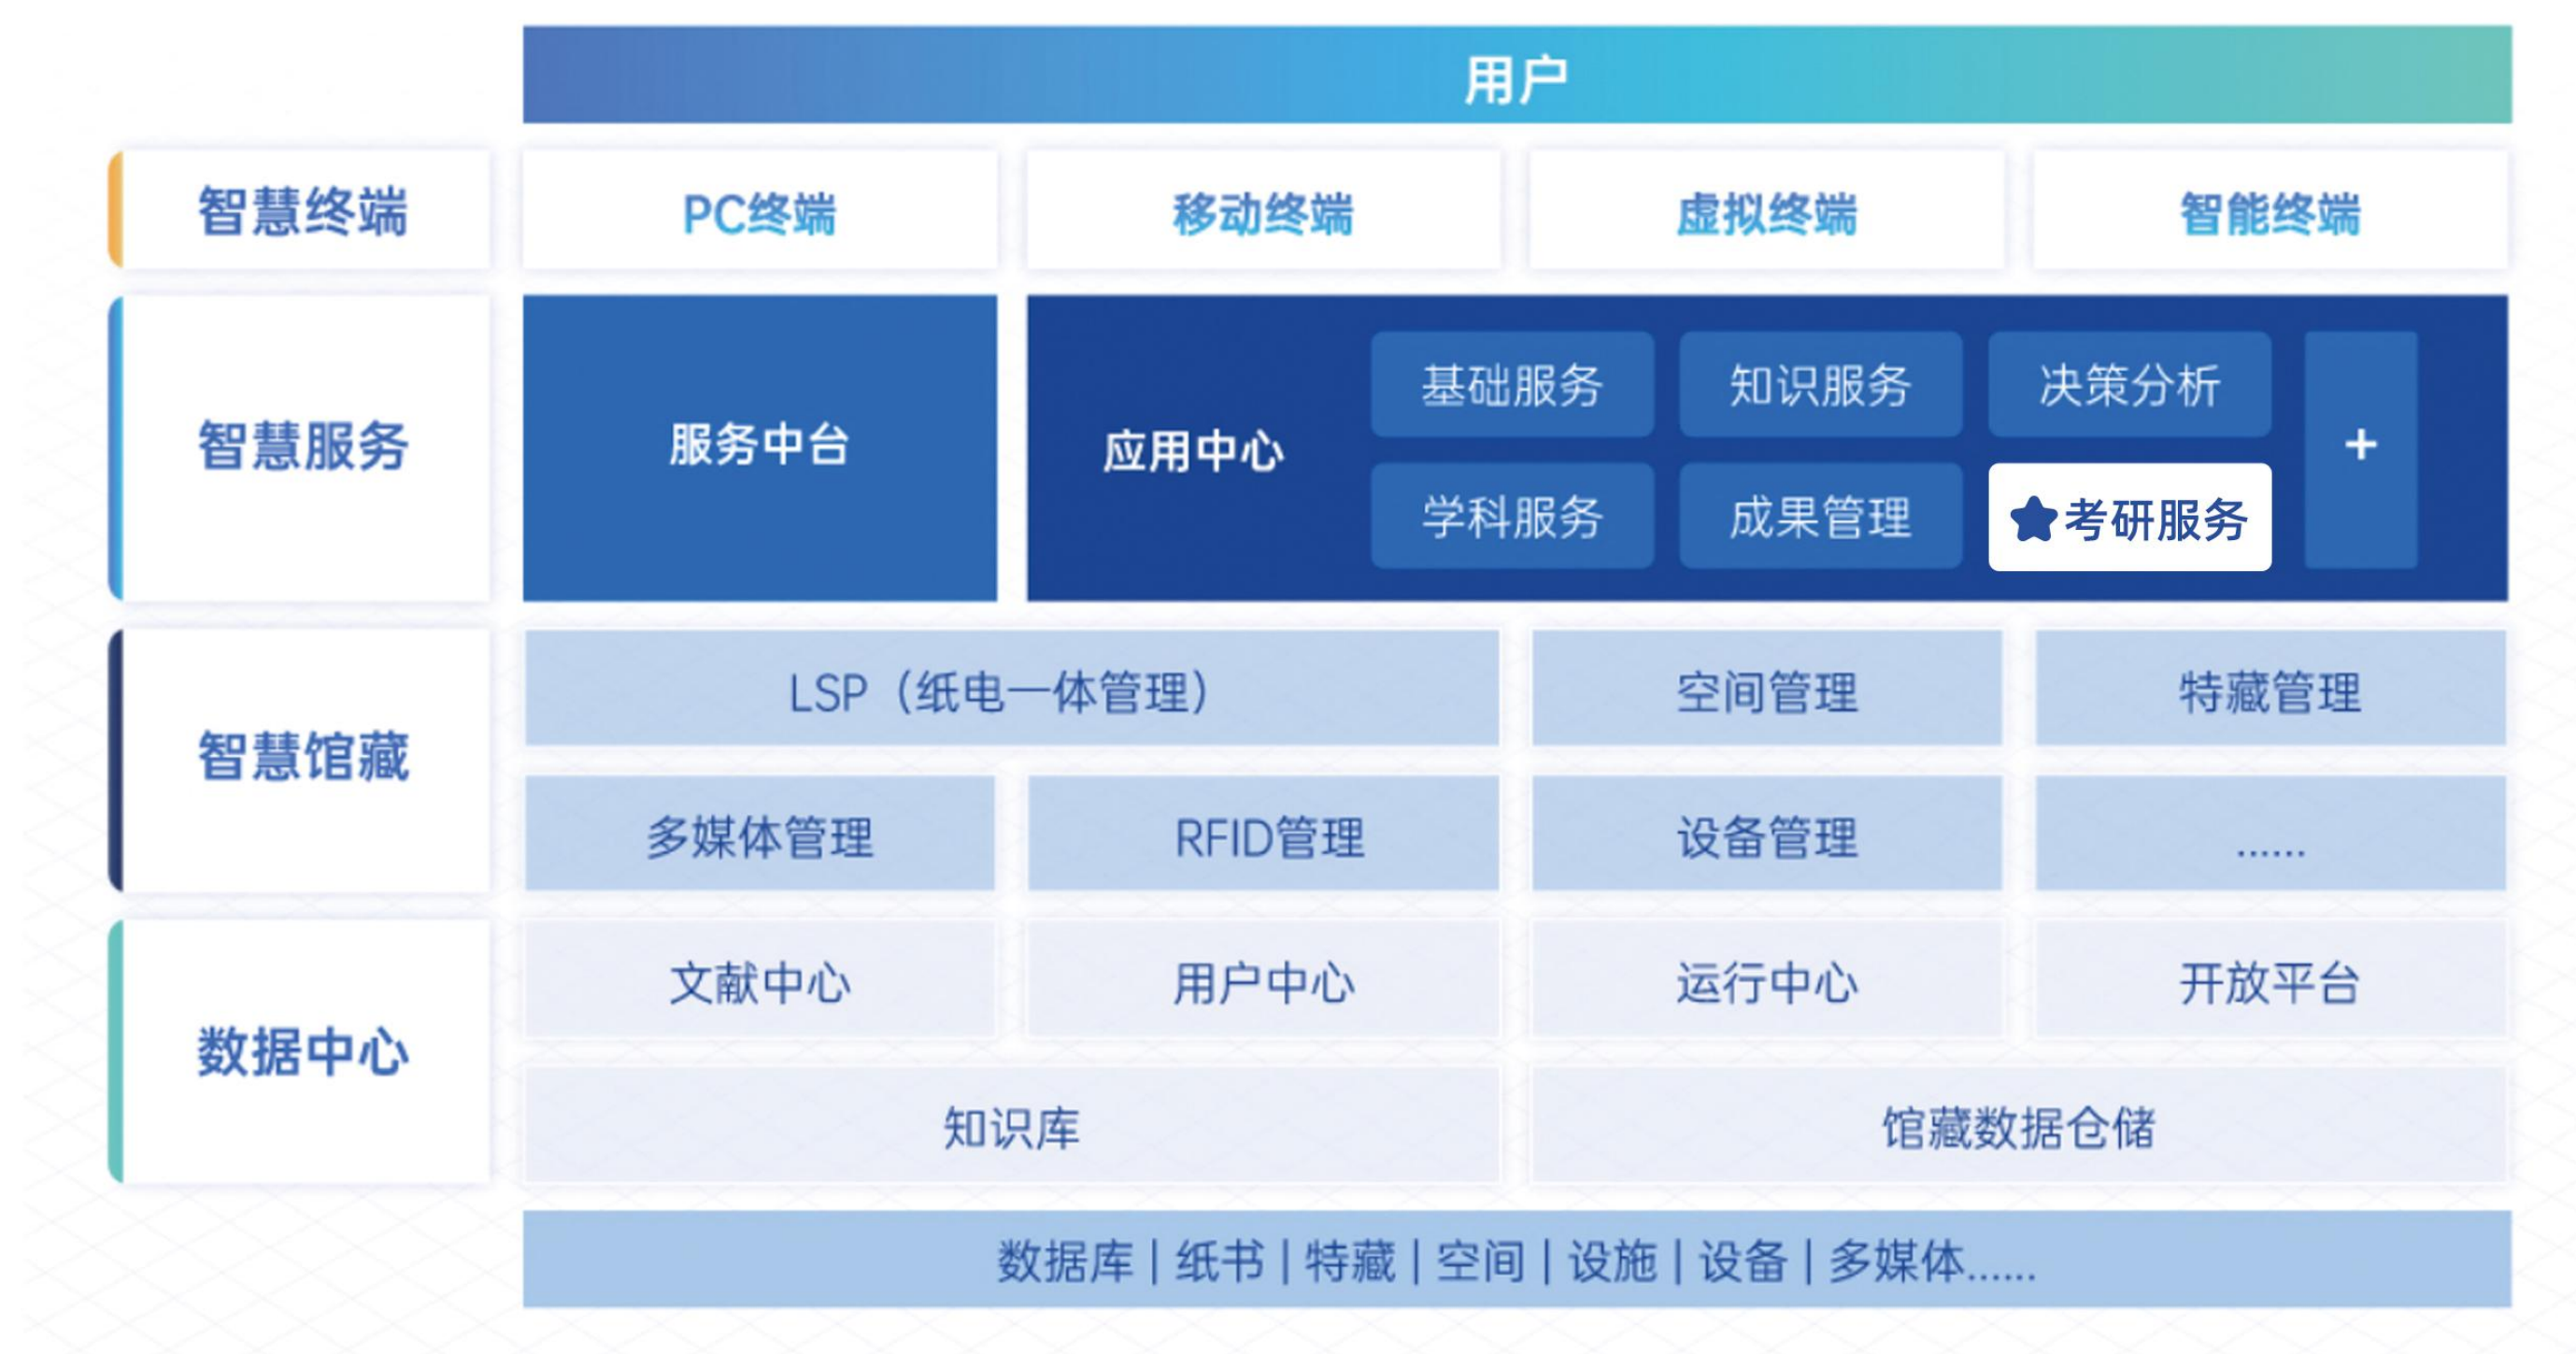 用户
智慧终端
PC终端
移动终端
虚拟终端
智能终端
智慧服务
服务中台
应用中心
基础服务
知识服务
决策分析
+
学科服务
成果管理
考研服务
智慧馆藏
LSP（纸电一体管理）
空间管理
特藏管理
多媒体管理
RFID管理
设备管理
......
数据中心
文献中心
用户中心
运行中心
开放平台
知识库
馆藏数据仓储
数据库 | 纸书 | 特藏 | 空间 | 设施 | 设备 | 多媒体......